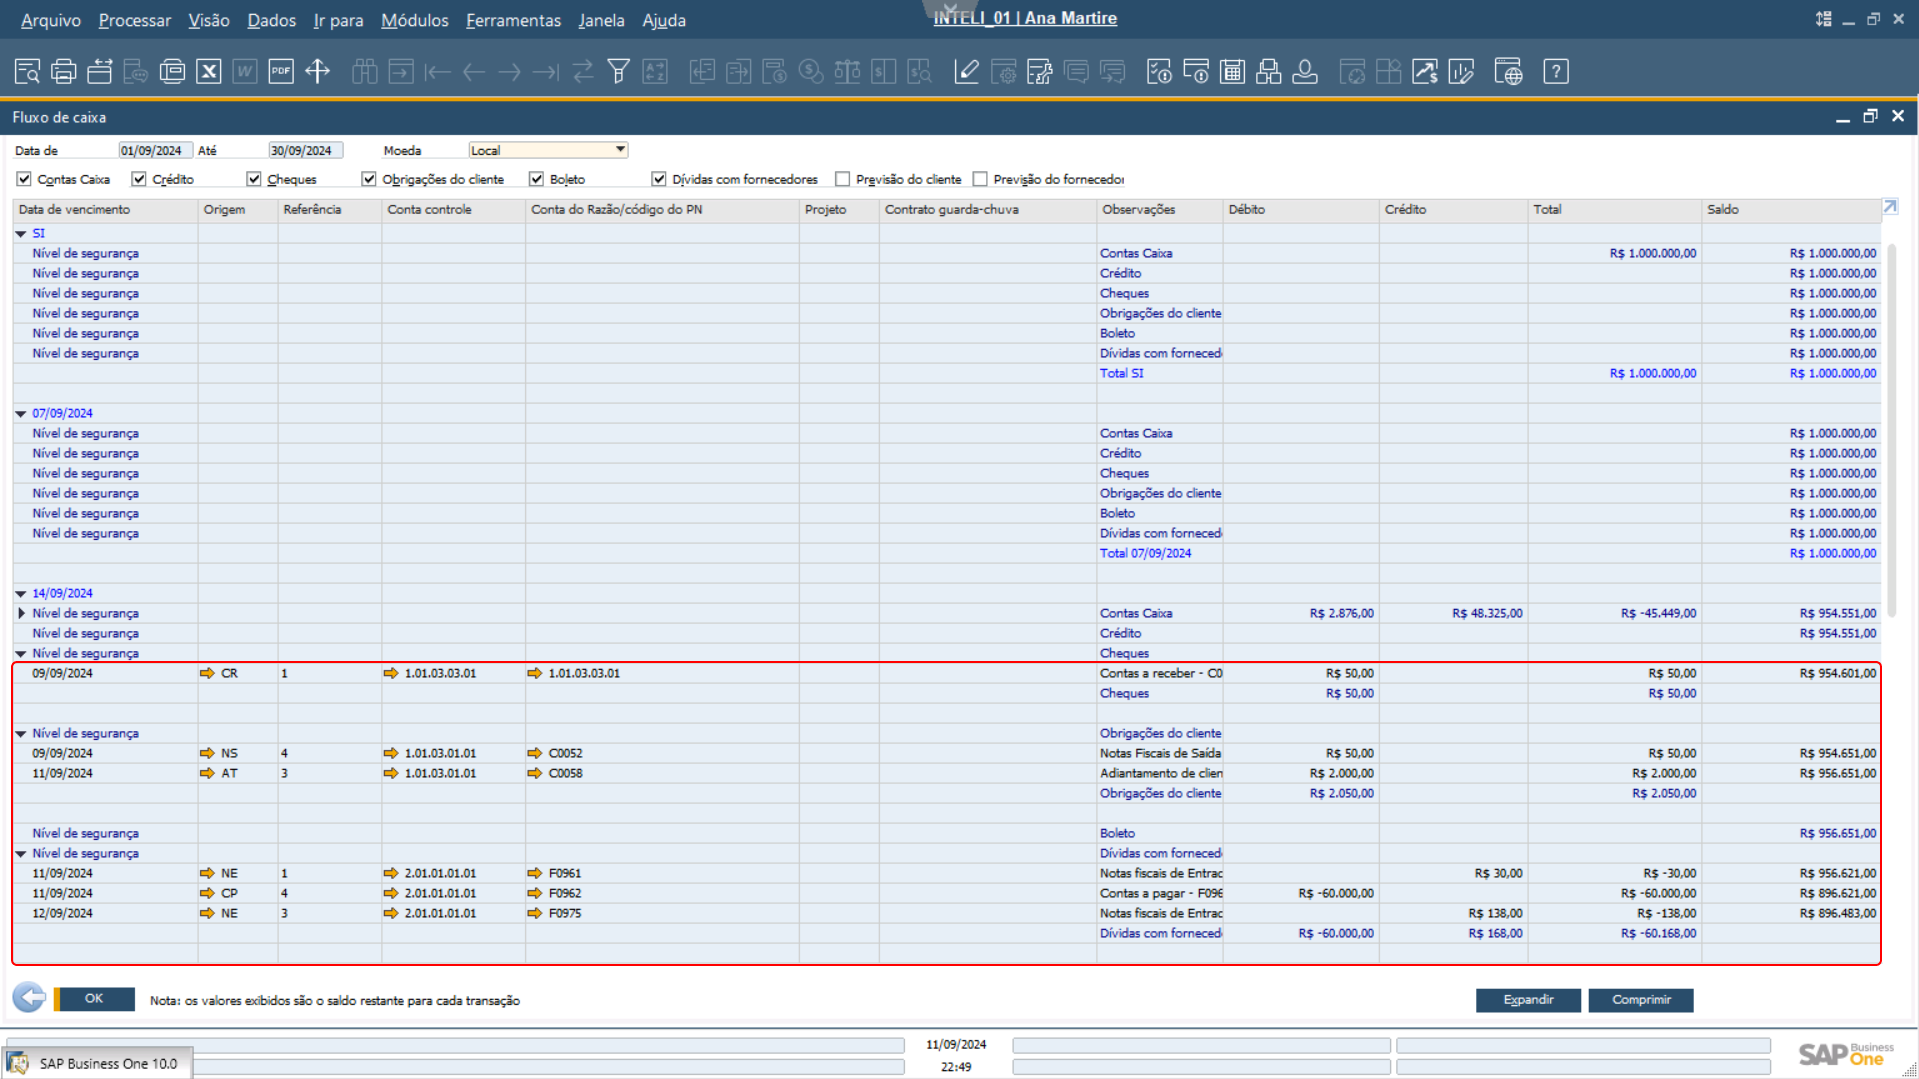 Arquivo Processar Visão Dados Ir para Módulos Ferramentas Janela Ajuda
INTELI_01 | Ana Martire
Fluxo de caixa
Data de 01/09/2024 Até 30/09/2024 Moeda Local
Contas Caixa Crédito Cheques Obrigações do cliente Boleto Dívidas com fornecedores Previsão do cliente Previsão do fornecedor
Data de vencimento Origem Referência Conta controle Conta do Razão/código do PN Projeto Contrato guarda-chuva Observações Débito Crédito Total Saldo
SI
Nível de segurança Contas Caixa R$ 1.000.000,00 R$ 1.000.000,00
Nível de segurança Crédito R$ 1.000.000,00
Nível de segurança Cheques R$ 1.000.000,00
Nível de segurança Obrigações do cliente R$ 1.000.000,00
Nível de segurança Boleto R$ 1.000.000,00
Nível de segurança Dívidas com forneced R$ 1.000.000,00
Total SI R$ 1.000.000,00 R$ 1.000.000,00
07/09/2024
Nível de segurança Contas Caixa R$ 1.000.000,00
Nível de segurança Crédito R$ 1.000.000,00
Nível de segurança Cheques R$ 1.000.000,00
Nível de segurança Obrigações do cliente R$ 1.000.000,00
Nível de segurança Boleto R$ 1.000.000,00
Nível de segurança Dívidas com forneced R$ 1.000.000,00
Total 07/09/2024 R$ 1.000.000,00
14/09/2024
Nível de segurança Contas Caixa R$ 2.876,00 R$ 48.325,00 R$ -45.449,00 R$ 954.551,00
Nível de segurança Crédito R$ 954.551,00
Nível de segurança Cheques
09/09/2024 CR 1 1.01.03.03.01 1.01.03.03.01 Contas a receber - C0 R$ 50,00 R$ 50,00 R$ 954.601,00
Cheques R$ 50,00 R$ 50,00
Nível de segurança Obrigações do cliente
09/09/2024 NS 4 1.01.03.01.01 C0052 Notas Fiscais de Saída R$ 50,00 R$ 50,00 R$ 954.651,00
11/09/2024 AT 3 1.01.03.01.01 C0058 Adiantamento de clien R$ 2.000,00 R$ 2.000,00 R$ 956.651,00
Obrigações do cliente R$ 2.050,00 R$ 2.050,00
Nível de segurança Boleto R$ 956.651,00
Nível de segurança Dívidas com forneced
11/09/2024 NE 1 2.01.01.01.01 F0961 Notas fiscais de Entrac R$ 30,00 R$ -30,00 R$ 956.621,00
11/09/2024 CP 4 2.01.01.01.01 F0962 Contas a pagar - F096 R$ -60.000,00 R$ -60.000,00 R$ 896.621,00
12/09/2024 NE 3 2.01.01.01.01 F0975 Notas fiscais de Entrac R$ 138,00 R$ -138,00 R$ 896.483,00
Dívidas com forneced R$ -60.000,00 R$ 168,00 R$ -60.168,00
OK Nota: os valores exibidos são o saldo restante para cada transação Expandir Comprimir
11/09/2024
22:49
SAP Business One 10.0
SAP Business One